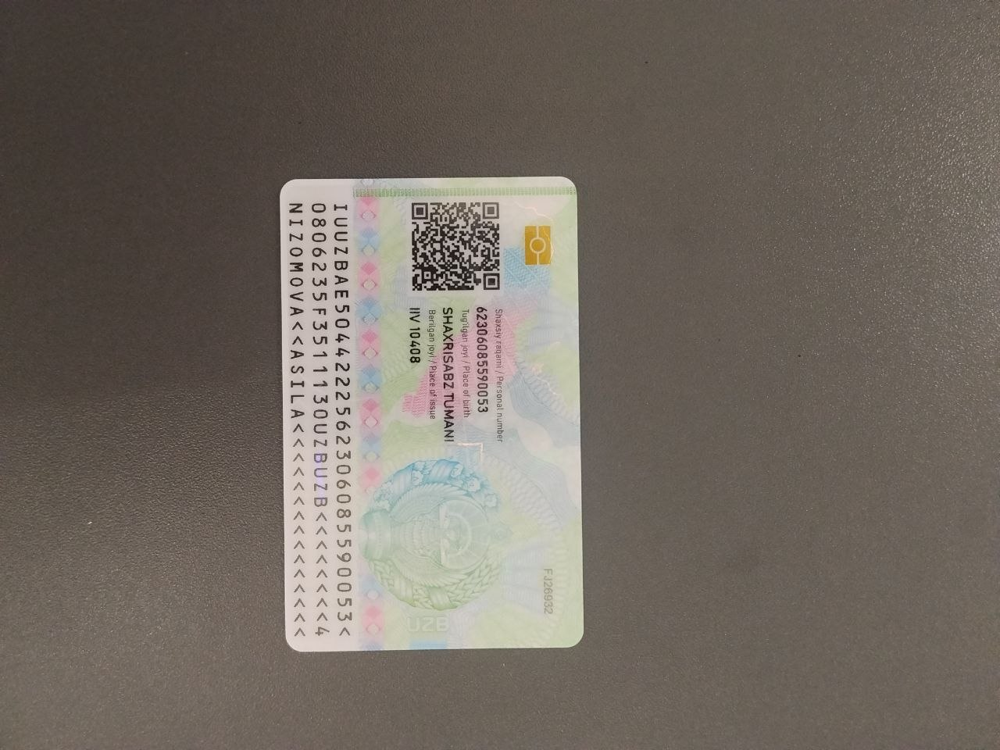 FJ26932
Shaxsiy raqami / Personal number
62306085590053
Tug'ilgan joyi / Place of birth
SHAXRISABZ TUMANI
Berilgan joyi / Place of issue
IIV 10408
UZB
IUUZBAE5044222562306085590053<
0806235F3511130UZBUZB<<<<<<<<4
NIZOMOVA<<ASILA<<<<<<<<<<<<<<<